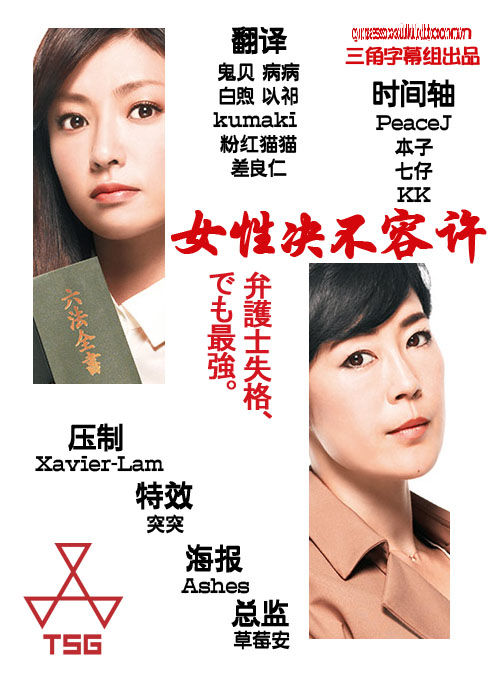 翻译
鬼贝 病病
白煦 以祁
kumaki
粉红猫猫
差良仁
三角字幕组出品
时间轴
PeaceJ
本子
七仔
KK
女性决不容许
弁護士失格、
でも最強。
六法全書
压制
Xavier-Lam
特效
突突
海报
Ashes
总监
草莓安
TSG